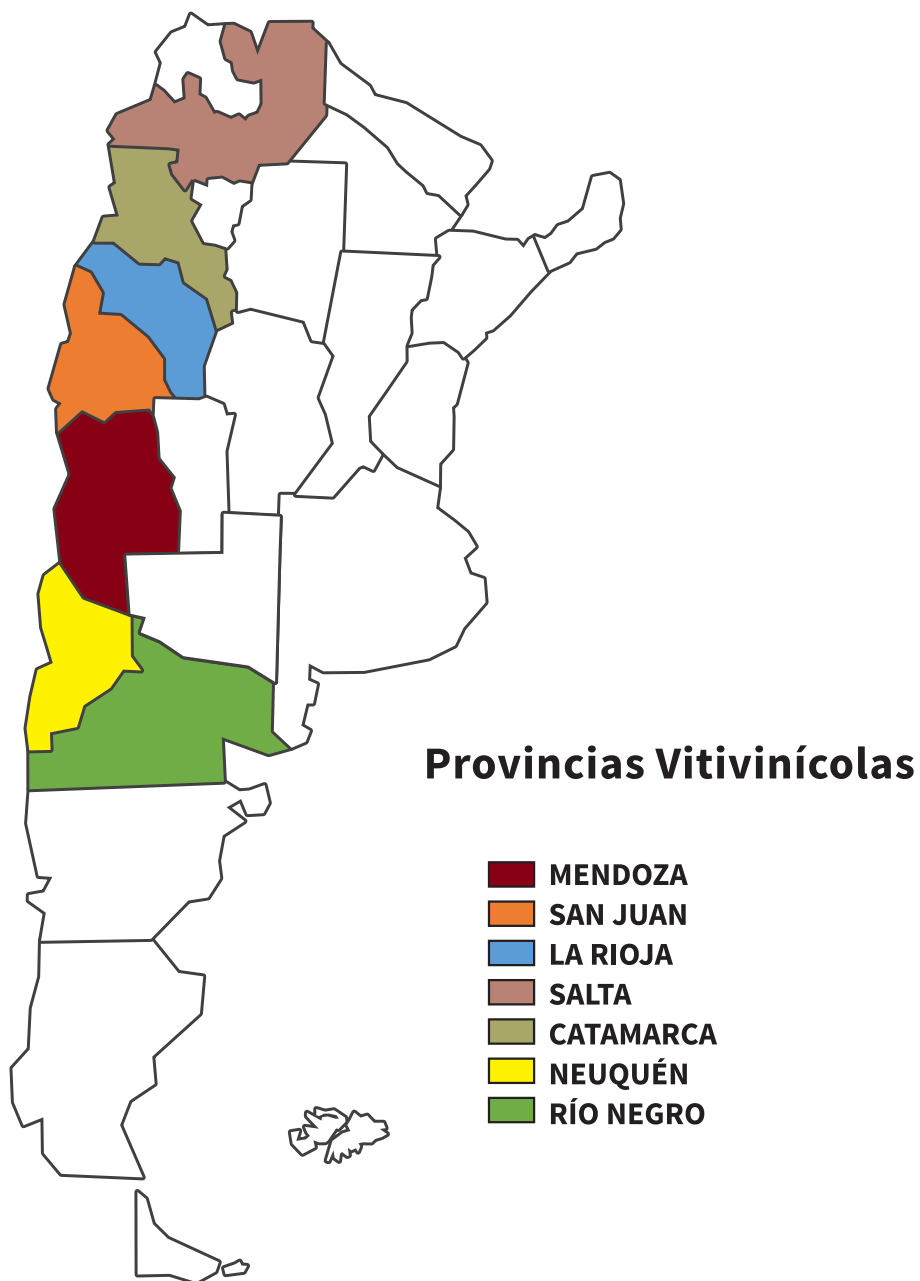 Provincias Vitivinícolas
MENDOZA
SAN JUAN
LA RIOJA
SALTA
CATAMARCA
NEUQUÉN
RÍO NEGRO